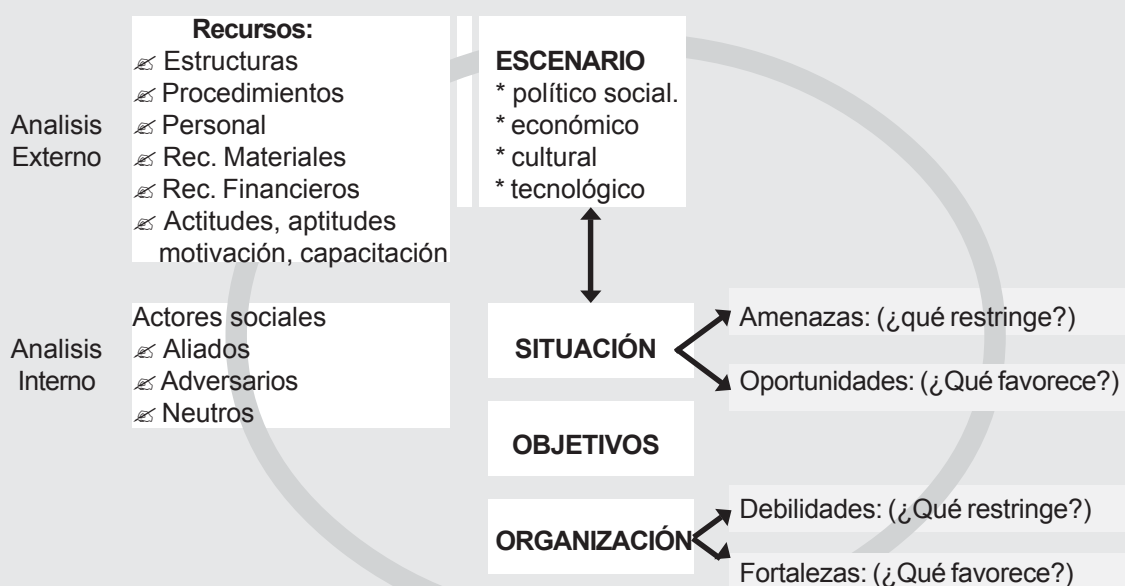 Analisis
Externo
Recursos:
Estructuras
Procedimientos
Personal
Rec. Materiales
Rec. Financieros
Actitudes, aptitudes
motivación, capacitación
ESCENARIO
* político social.
* económico
* cultural
* tecnológico
Analisis
Interno
Actores sociales
Aliados
Adversarios
Neutros
SITUACIÓN
Amenazas: (¿qué restringe?)
Oportunidades: (¿Qué favorece?)
OBJETIVOS
ORGANIZACIÓN
Debilidades: (¿Qué restringe?)
Fortalezas: (¿Qué favorece?)